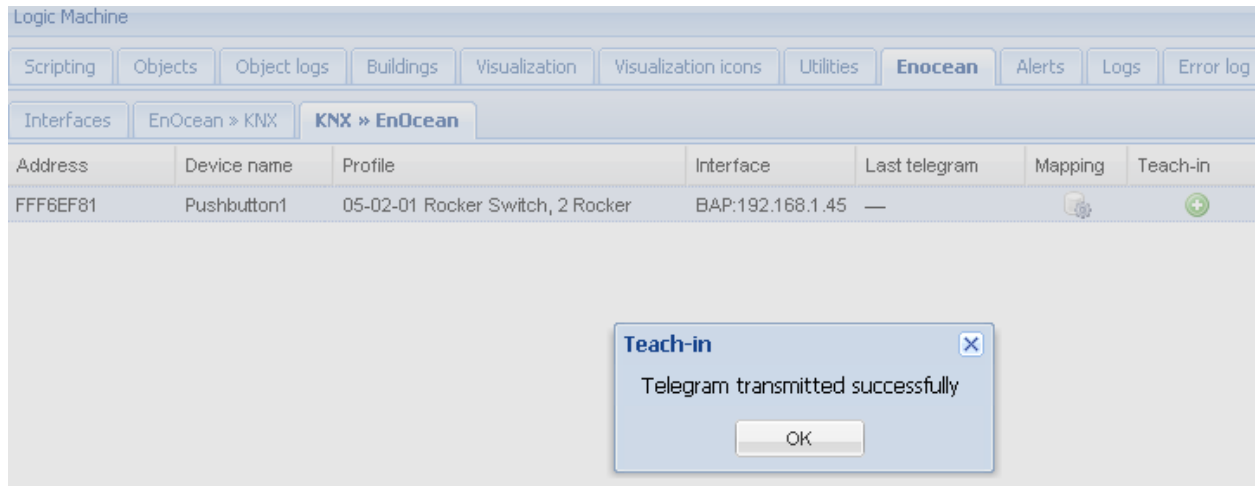 Logic Machine
Scripting Objects Object logs Buildings Visualization Visualization icons Utilities Enocean Alerts Logs Error log
Interfaces EnOcean » KNX KNX » EnOcean
Address Device name Profile Interface Last telegram Mapping Teach-in
FFF6EF81 Pushbutton1 05-02-01 Rocker Switch, 2 Rocker BAP:192.168.1.45 —
Teach-in
Telegram transmitted successfully
OK